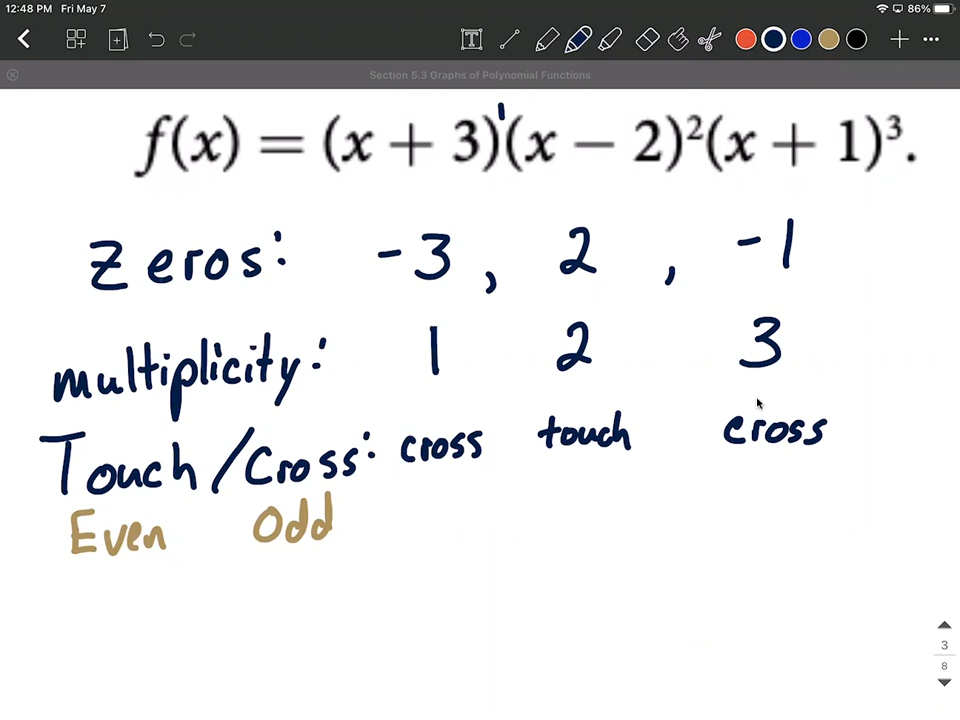 12:48 PM Fri May 7 86%
Section 5.3 Graphs of Polynomial Functions
f(x) = (x + 3)¹(x − 2)²(x + 1)³.
Zeros: -3, 2, -1
multiplicity: 1 2 3
Touch/Cross: cross touch cross
Even Odd
3
8